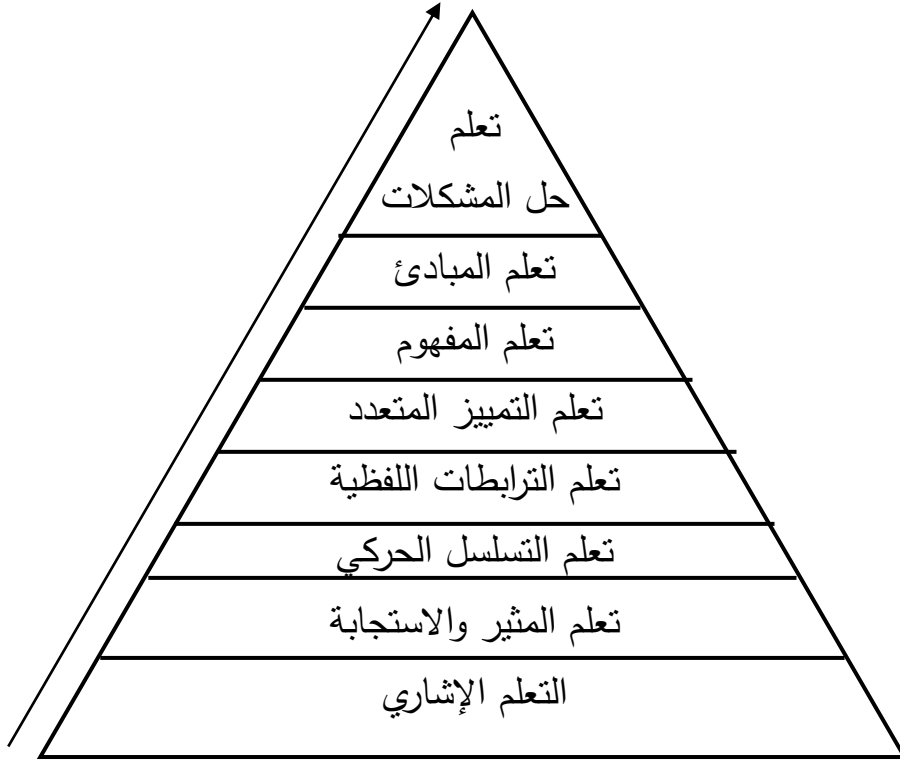 تعلم
حل المشكلات
تعلم المبادئ
تعلم المفهوم
تعلم التمييز المتعدد
تعلم الترابطات اللفظية
تعلم التسلسل الحركي
تعلم المثير والاستجابة
التعلم الإشاري